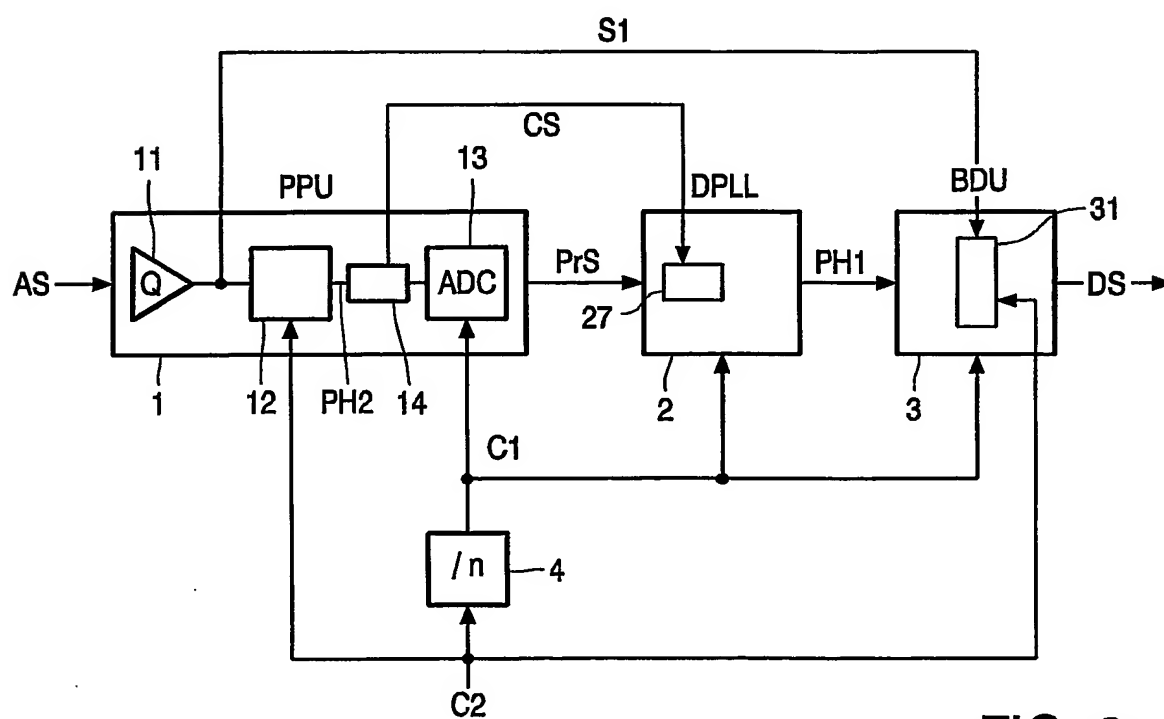 S1
CS
11
PPU
13
DPLL
BDU
31
AS
Q
ADC
PrS
27
PH1
DS
1
12
PH2
14
2
3
C1
/n
4
C2